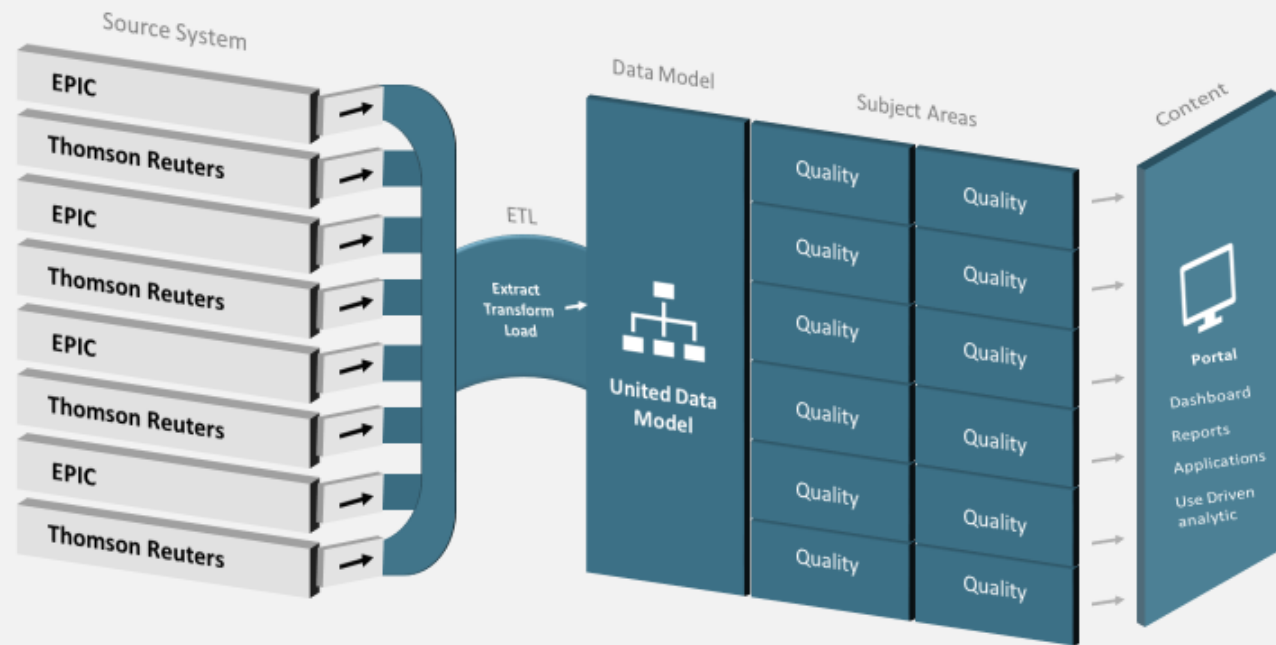 Source System
EPIC
Thomson Reuters
EPIC
Thomson Reuters
EPIC
Thomson Reuters
EPIC
Thomson Reuters
ETL
Extract
Transform
Load
Data Model
United Data
Model
Subject Areas
Quality
Quality
Quality
Quality
Quality
Quality
Quality
Quality
Quality
Quality
Quality
Quality
Content
Portal
Dashboard
Reports
Applications
Use Driven
analytic